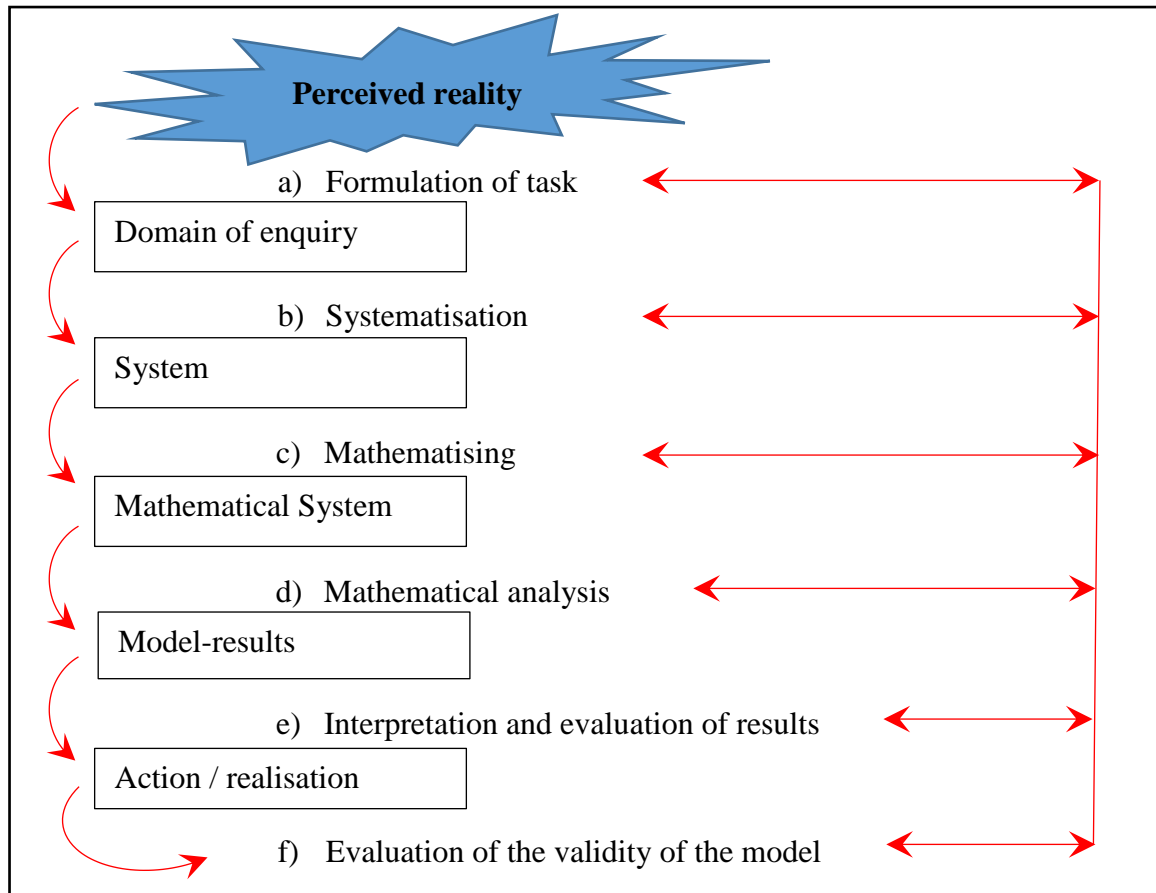 Perceived reality
a) Formulation of task
Domain of enquiry
b) Systematisation
System
c) Mathematising
Mathematical System
d) Mathematical analysis
Model-results
e) Interpretation and evaluation of results
Action / realisation
f) Evaluation of the validity of the model